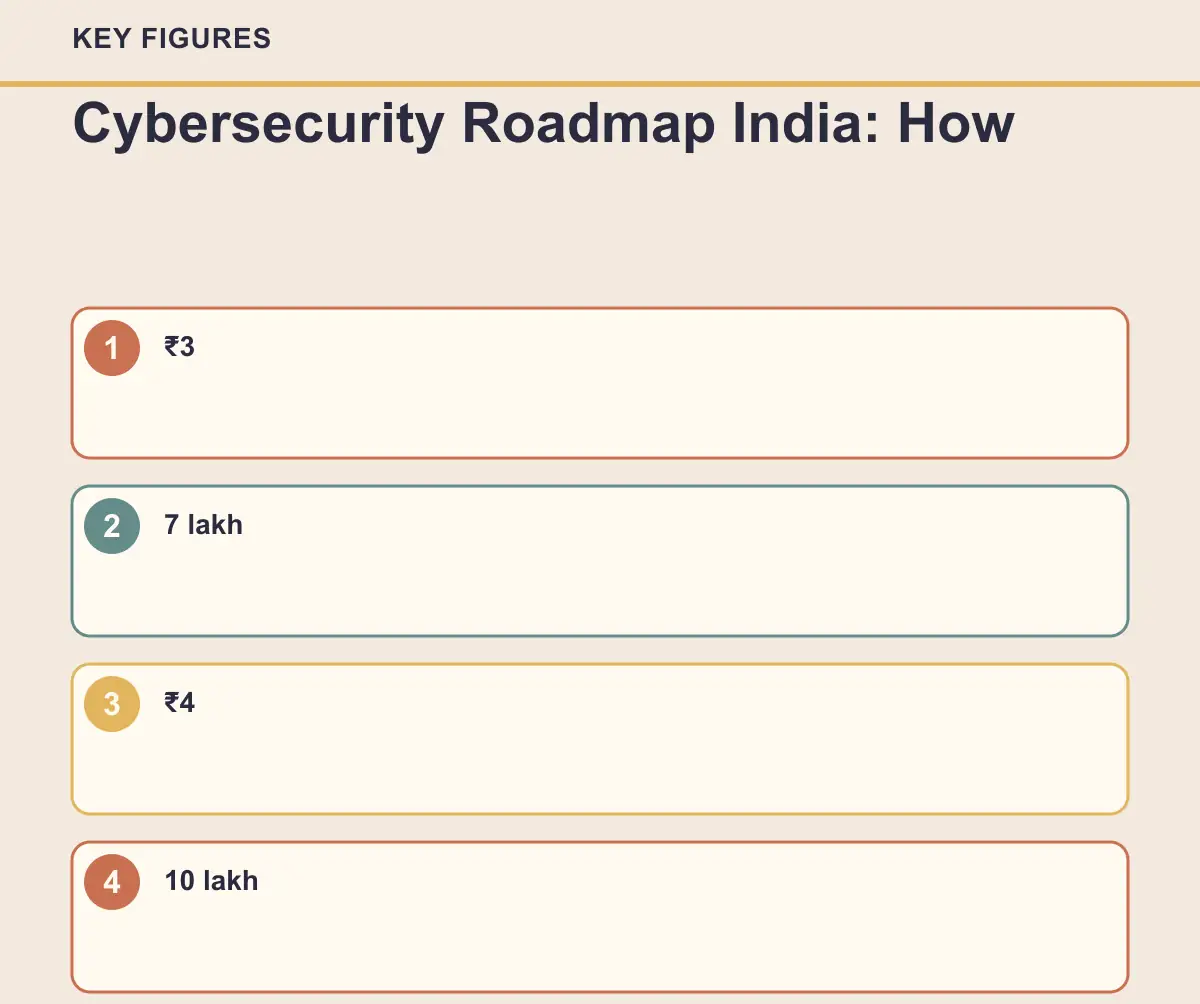 KEY FIGURES
Cybersecurity Roadmap India: How
1 ₹3
2 7 lakh
3 ₹4
4 10 lakh